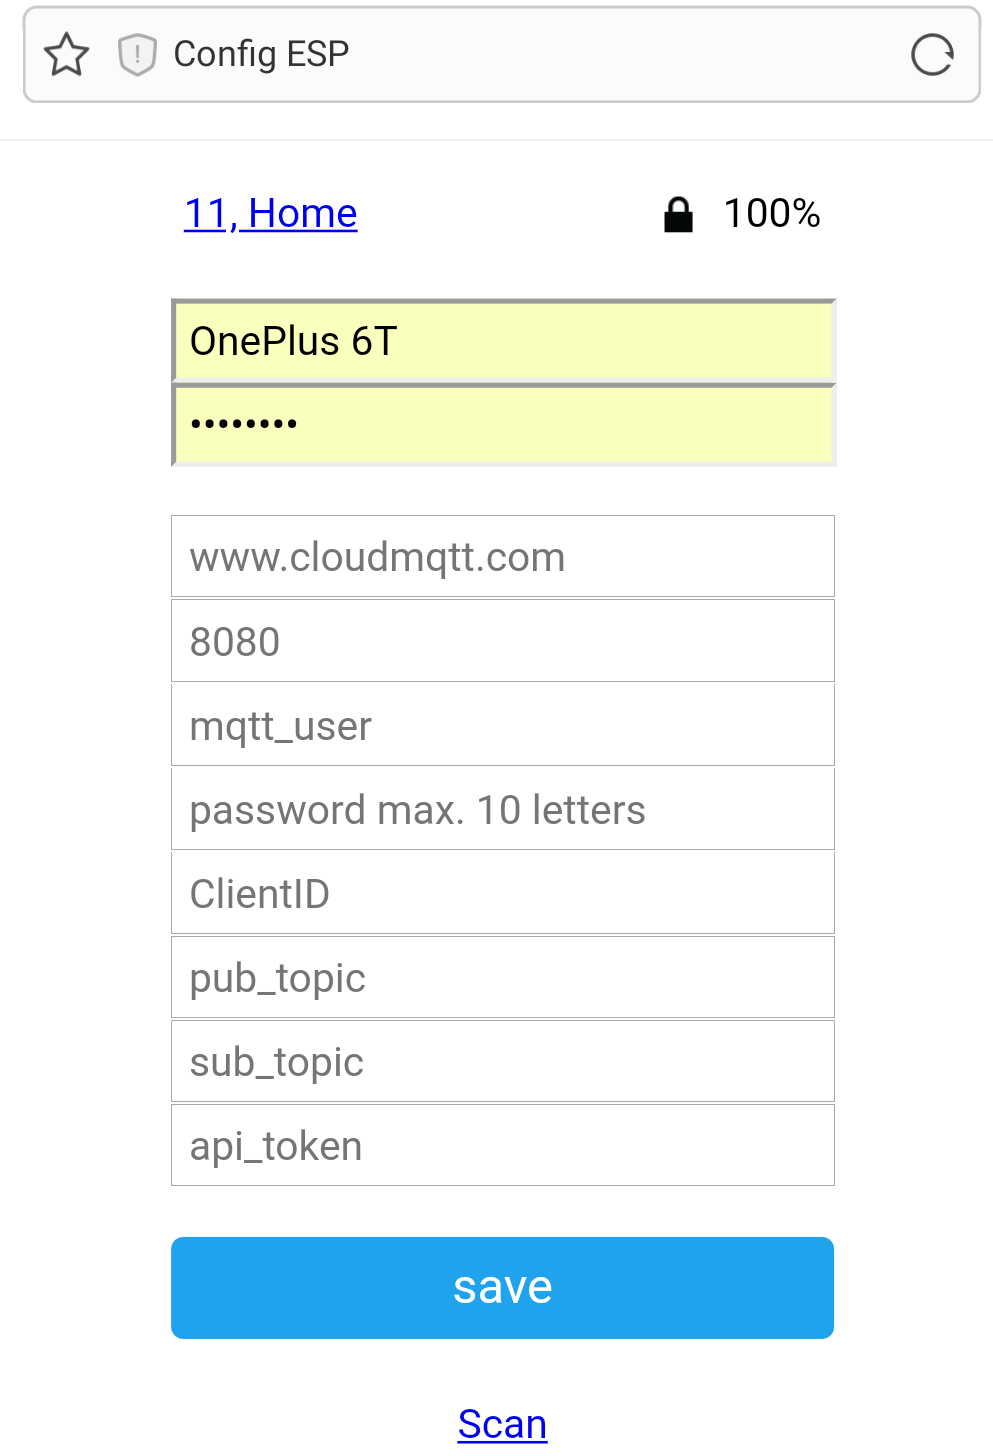 Config ESP
11, Home 100%
OnePlus 6T
••••••••
www.cloudmqtt.com
8080
mqtt_user
password max. 10 letters
ClientID
pub_topic
sub_topic
api_token
save
Scan